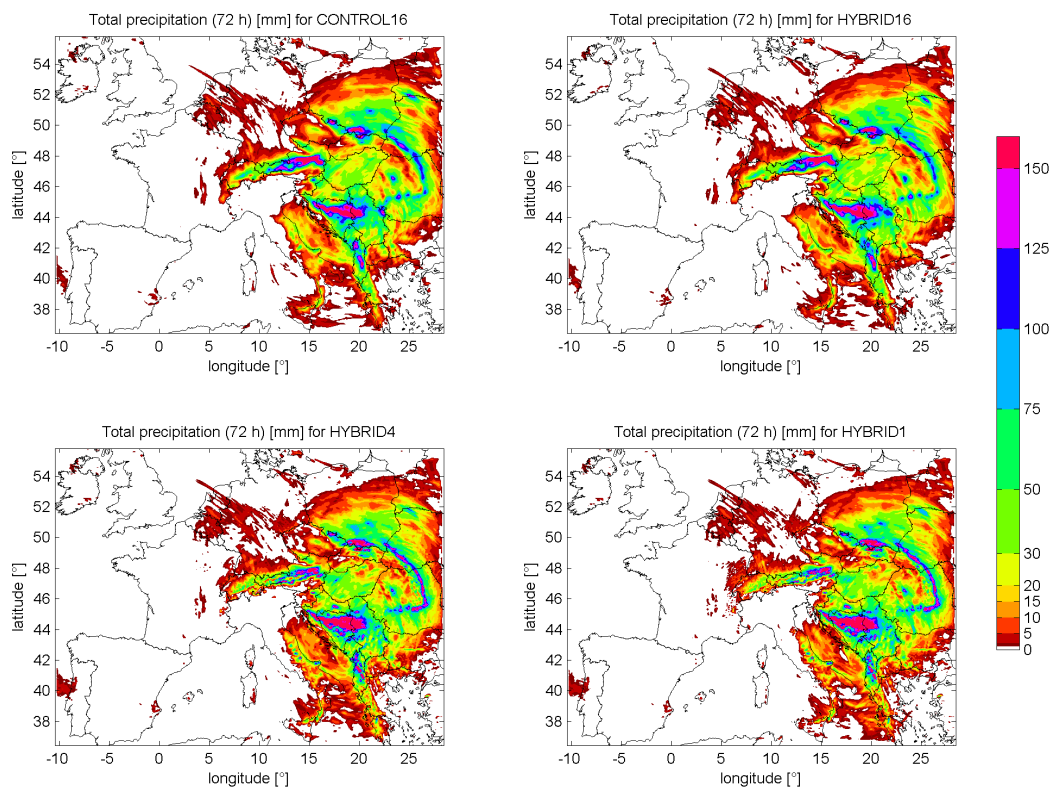 Total precipitation (72 h) [mm] for CONTROL16
Total precipitation (72 h) [mm] for HYBRID16
54
52
50
48
46
44
42
40
38
latitude [°]
-10 -5 0 5 10 15 20 25
longitude [°]
54
52
50
48
46
44
42
40
38
latitude [°]
-10 -5 0 5 10 15 20 25
longitude [°]
150
125
100
75
50
30
20
15
10
5
0
Total precipitation (72 h) [mm] for HYBRID4
Total precipitation (72 h) [mm] for HYBRID1
54
52
50
48
46
44
42
40
38
latitude [°]
-10 -5 0 5 10 15 20 25
longitude [°]
54
52
50
48
46
44
42
40
38
latitude [°]
-10 -5 0 5 10 15 20 25
longitude [°]